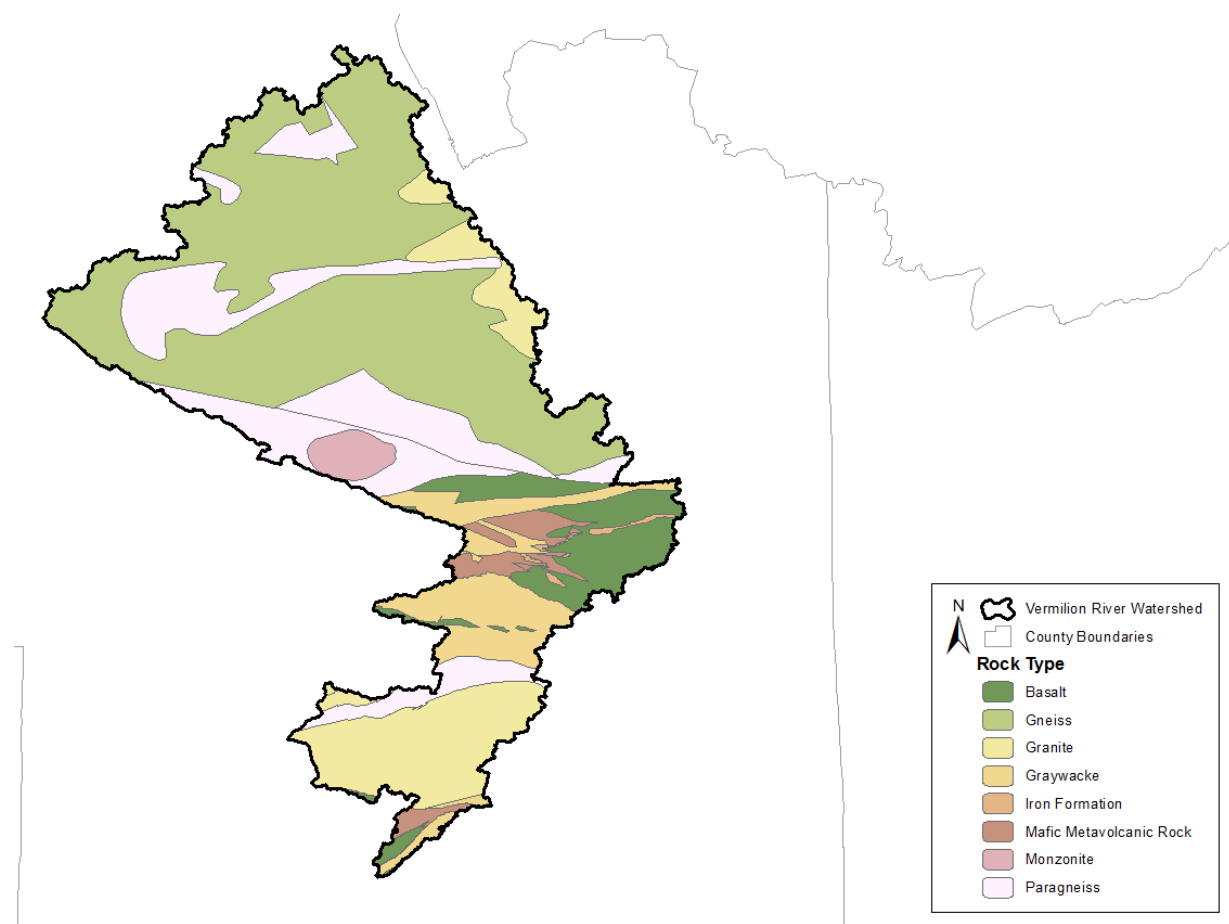 N
Vermilion River Watershed
County Boundaries
Rock Type
Basalt
Gneiss
Granite
Graywacke
Iron Formation
Mafic Metavolcanic Rock
Monzonite
Paragneiss